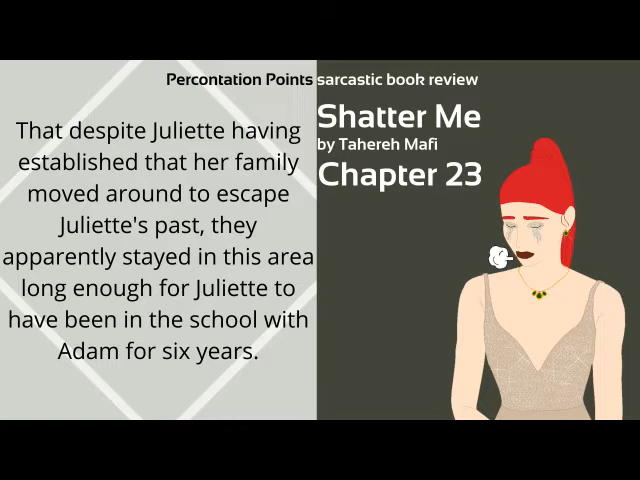 Percontation Points sarcastic book review
That despite Juliette having
established that her family
moved around to escape
Juliette's past, they
apparently stayed in this area
long enough for Juliette to
have been in the school with
Adam for six years.
Shatter Me
by Tahereh Mafi
Chapter 23